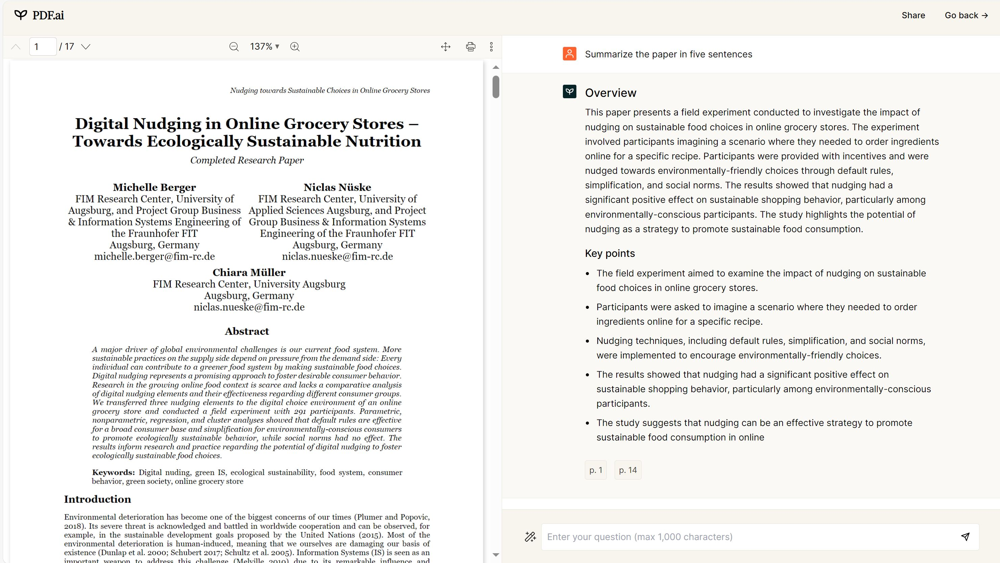 PDF.ai
Share
Go back →
1
/ 17
137% ▾
Nudging towards Sustainable Choices in Online Grocery Stores
Digital Nudging in Online Grocery Stores –
Towards Ecologically Sustainable Nutrition
Completed Research Paper
Michelle Berger
FIM Research Center, University of
Augsburg, and Project Group Business
& Information Systems Engineering of
the Fraunhofer FIT
Augsburg, Germany
michelle.berger@fim-rc.de
Niclas Nüske
FIM Research Center, University of
Applied Sciences Augsburg, and Project
Group Business & Information Systems
Engineering of the Fraunhofer FIT
Augsburg, Germany
niclas.nueske@fim-rc.de
Chiara Müller
FIM Research Center, University Augsburg
Augsburg, Germany
niclas.nueske@fim-rc.de
Abstract
A major driver of global environmental challenges is our current food system. More
sustainable practices on the supply side depend on pressure from the demand side: Every
individual can contribute to a greener food system by making sustainable food choices.
Digital nudging represents a promising approach to foster desirable consumer behavior.
Research in the growing online food context is scarce and lacks a comparative analysis
of digital nudging elements and their effectiveness regarding different consumer groups.
We transferred three nudging elements to the digital choice environment of an online
grocery store and conducted a field experiment with 291 participants. Parametric,
nonparametric, regression, and cluster analyses showed that default rules are effective
for a broad consumer base and simplification for environmentally-conscious consumers
to promote ecologically sustainable behavior, while social norms had no effect. The
results inform research and practice regarding the potential of digital nudging to foster
ecologically sustainable food choices.
Keywords: Digital nuding, green IS, ecological sustainability, food system, consumer
behavior, green society, online grocery store
Introduction
Environmental deterioration has become one of the biggest concerns of our times (Plumer and Popovic,
2018). Its severe threat is acknowledged and battled in worldwide cooperation and can be observed, for
example, in the sustainable development goals proposed by the United Nations (2015). Most of the
environmental deterioration is human-induced, meaning that we ourselves are damaging our basis of
existence (Dunlap et al. 2000; Schubert 2017; Schultz et al. 2005). Information Systems (IS) is seen as an
important weapon to address this challenge (Melville 2010) due to its remarkable influence and
Summarize the paper in five sentences
Overview
This paper presents a field experiment conducted to investigate the impact of
nudging on sustainable food choices in online grocery stores. The experiment
involved participants imagining a scenario where they needed to order ingredients
online for a specific recipe. Participants were provided with incentives and were
nudged towards environmentally-friendly choices through default rules,
simplification, and social norms. The results showed that nudging had a
significant positive effect on sustainable shopping behavior, particularly among
environmentally-conscious participants. The study highlights the potential of
nudging as a strategy to promote sustainable food consumption.
Key points
• The field experiment aimed to examine the impact of nudging on sustainable
food choices in online grocery stores.
• Participants were asked to imagine a scenario where they needed to order
ingredients online for a specific recipe.
• Nudging techniques, including default rules, simplification, and social norms,
were implemented to encourage environmentally-friendly choices.
• The results showed that nudging had a significant positive effect on
sustainable shopping behavior, particularly among environmentally-conscious
participants.
• The study suggests that nudging can be an effective strategy to promote
sustainable food consumption in online
p. 1
p. 14
Enter your question (max 1,000 characters)